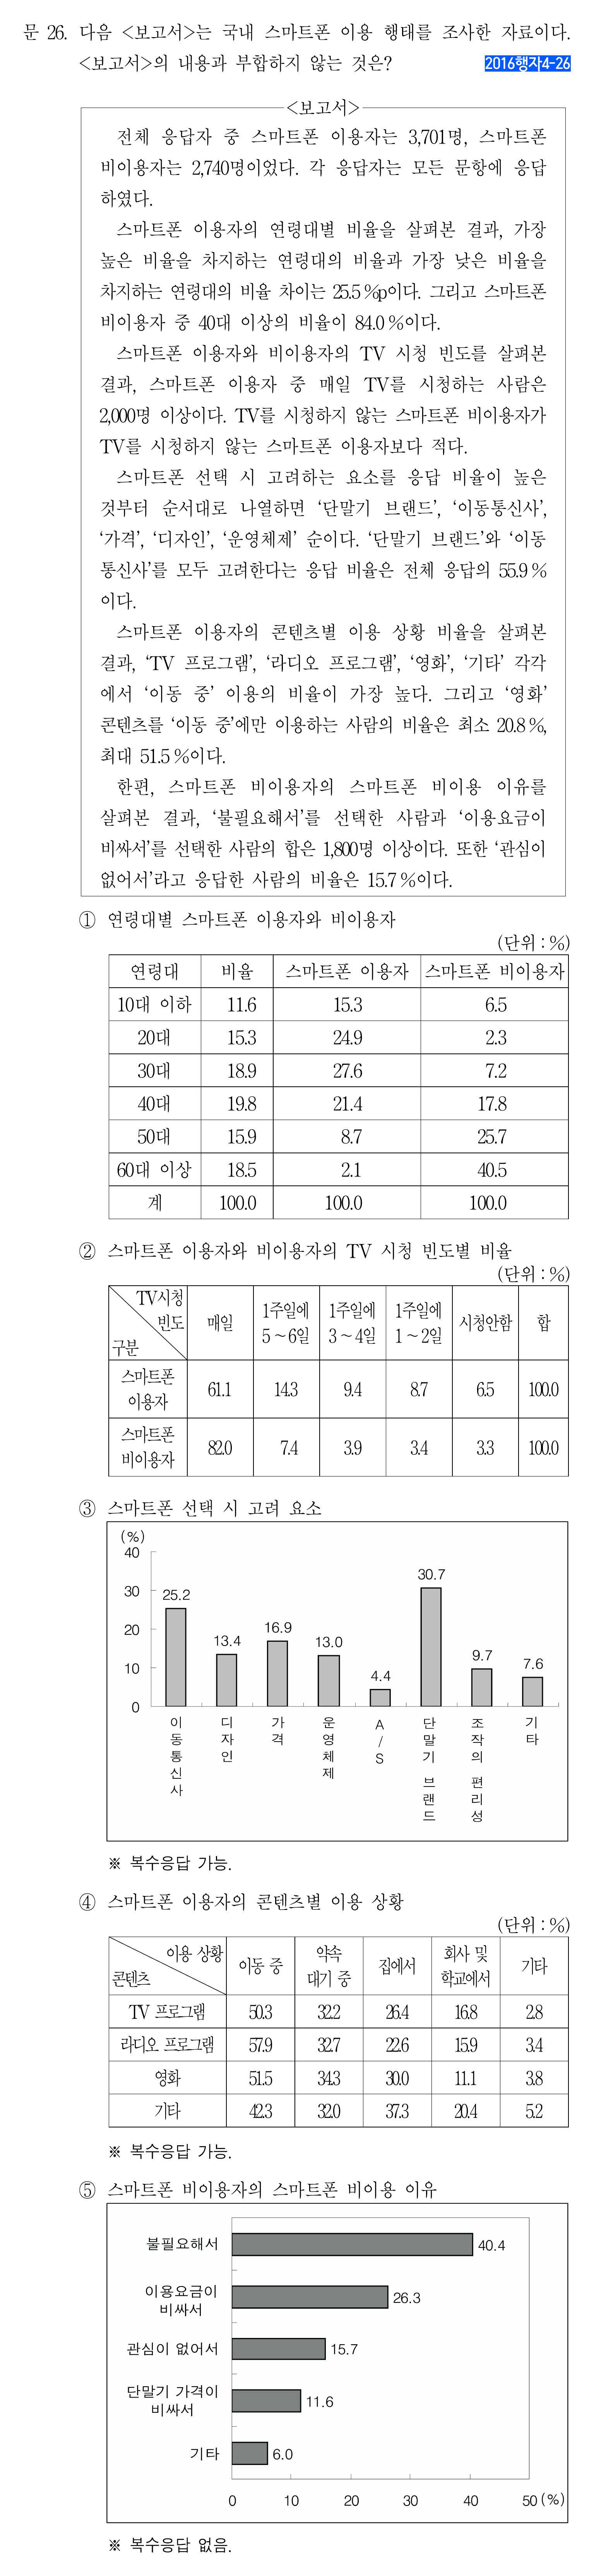 문 26. 다음 <보고서>는 국내 스마트폰 이용 행태를 조사한 자료이다.
<보고서>의 내용과 부합하지 않는 것은? 2016행자4-26
<보고서>
전체 응답자 중 스마트폰 이용자는 3,701명, 스마트폰
비이용자는 2,740명이었다. 각 응답자는 모든 문항에 응답
하였다.
스마트폰 이용자의 연령대별 비율을 살펴본 결과, 가장
높은 비율을 차지하는 연령대의 비율과 가장 낮은 비율을
차지하는 연령대의 비율 차이는 25.5%p이다. 그리고 스마트폰
비이용자 중 40대 이상의 비율이 84.0%이다.
스마트폰 이용자와 비이용자의 TV 시청 빈도를 살펴본
결과, 스마트폰 이용자 중 매일 TV를 시청하는 사람은
2,000명 이상이다. TV를 시청하지 않는 스마트폰 비이용자가
TV를 시청하지 않는 스마트폰 이용자보다 적다.
스마트폰 선택 시 고려하는 요소를 응답 비율이 높은
것부터 순서대로 나열하면 ‘단말기 브랜드’, ‘이동통신사’,
‘가격’, ‘디자인’, ‘운영체제’ 순이다. ‘단말기 브랜드’와 ‘이동
통신사’를 모두 고려한다는 응답 비율은 전체 응답의 55.9%
이다.
스마트폰 이용자의 콘텐츠별 이용 상황 비율을 살펴본
결과, ‘TV 프로그램’, ‘라디오 프로그램’, ‘영화’, ‘기타’ 각각
에서 ‘이동 중’ 이용의 비율이 가장 높다. 그리고 ‘영화’
콘텐츠를 ‘이동 중’에만 이용하는 사람의 비율은 최소 20.8%,
최대 51.5%이다.
한편, 스마트폰 비이용자의 스마트폰 비이용 이유를
살펴본 결과, ‘불필요해서’를 선택한 사람과 ‘이용요금이
비싸서’를 선택한 사람의 합은 1,800명 이상이다. 또한 ‘관심이
없어서’라고 응답한 사람의 비율은 15.7%이다.
① 연령대별 스마트폰 이용자와 비이용자
(단위 : %)
연령대 비율 스마트폰 이용자 스마트폰 비이용자
10대 이하 11.6 15.3 6.5
20대 15.3 24.9 2.3
30대 18.9 27.6 7.2
40대 19.8 21.4 17.8
50대 15.9 8.7 25.7
60대 이상 18.5 2.1 40.5
계 100.0 100.0 100.0
② 스마트폰 이용자와 비이용자의 TV 시청 빈도별 비율
(단위 : %)
TV시청
빈도
구분
매일
1주일에
5~6일
1주일에
3~4일
1주일에
1~2일
시청안함
합
스마트폰
이용자
61.1 14.3 9.4 8.7 6.5 100.0
스마트폰
비이용자
82.0 7.4 3.9 3.4 3.3 100.0
③ 스마트폰 선택 시 고려 요소
(%)
40
30
20
10
0
25.2
13.4
16.9
13.0
4.4
30.7
9.7
7.6
이동통신사
디자인
가격
운영체제
A/S
단말기 브랜드
조작의 편리성
기타
※ 복수응답 가능.
④ 스마트폰 이용자의 콘텐츠별 이용 상황
(단위 : %)
이용 상황
콘텐츠
이동 중
약속
대기 중
집에서
회사 및
학교에서
기타
TV 프로그램 50.3 32.2 26.4 16.8 2.8
라디오 프로그램 57.9 32.7 22.6 15.9 3.4
영화 51.5 34.3 30.0 11.1 3.8
기타 42.3 32.0 37.3 20.4 5.2
※ 복수응답 가능.
⑤ 스마트폰 비이용자의 스마트폰 비이용 이유
불필요해서 40.4
이용요금이
비싸서 26.3
관심이 없어서 15.7
단말기 가격이
비싸서 11.6
기타 6.0
0 10 20 30 40 50 (%)
※ 복수응답 없음.